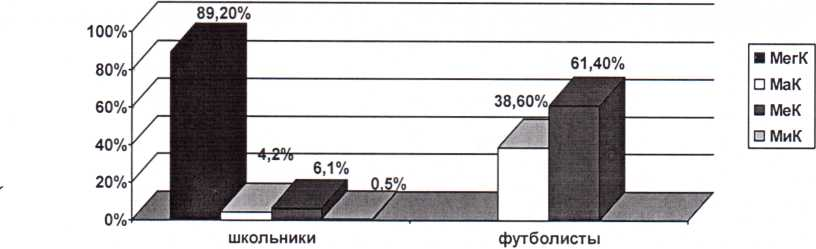 89,20%
100%
80%
60%
40%
20%
0%
4,2%
6,1%
0,5%
38,60%
61,40%
школьники
футболисты
МегК
МаК
МеК
МиК